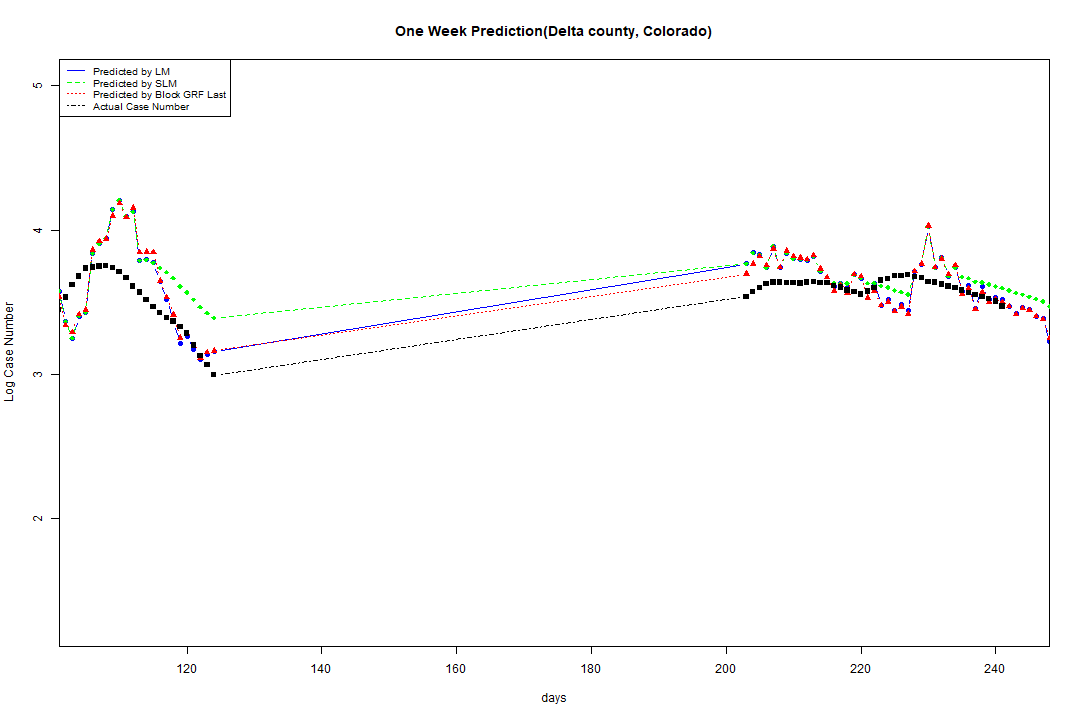 One Week Prediction(Delta county, Colorado)
Predicted by LM
Predicted by SLM
Predicted by Block GRF Last
Actual Case Number
5
4
3
2
Log Case Number
120 140 160 180 200 220 240
days